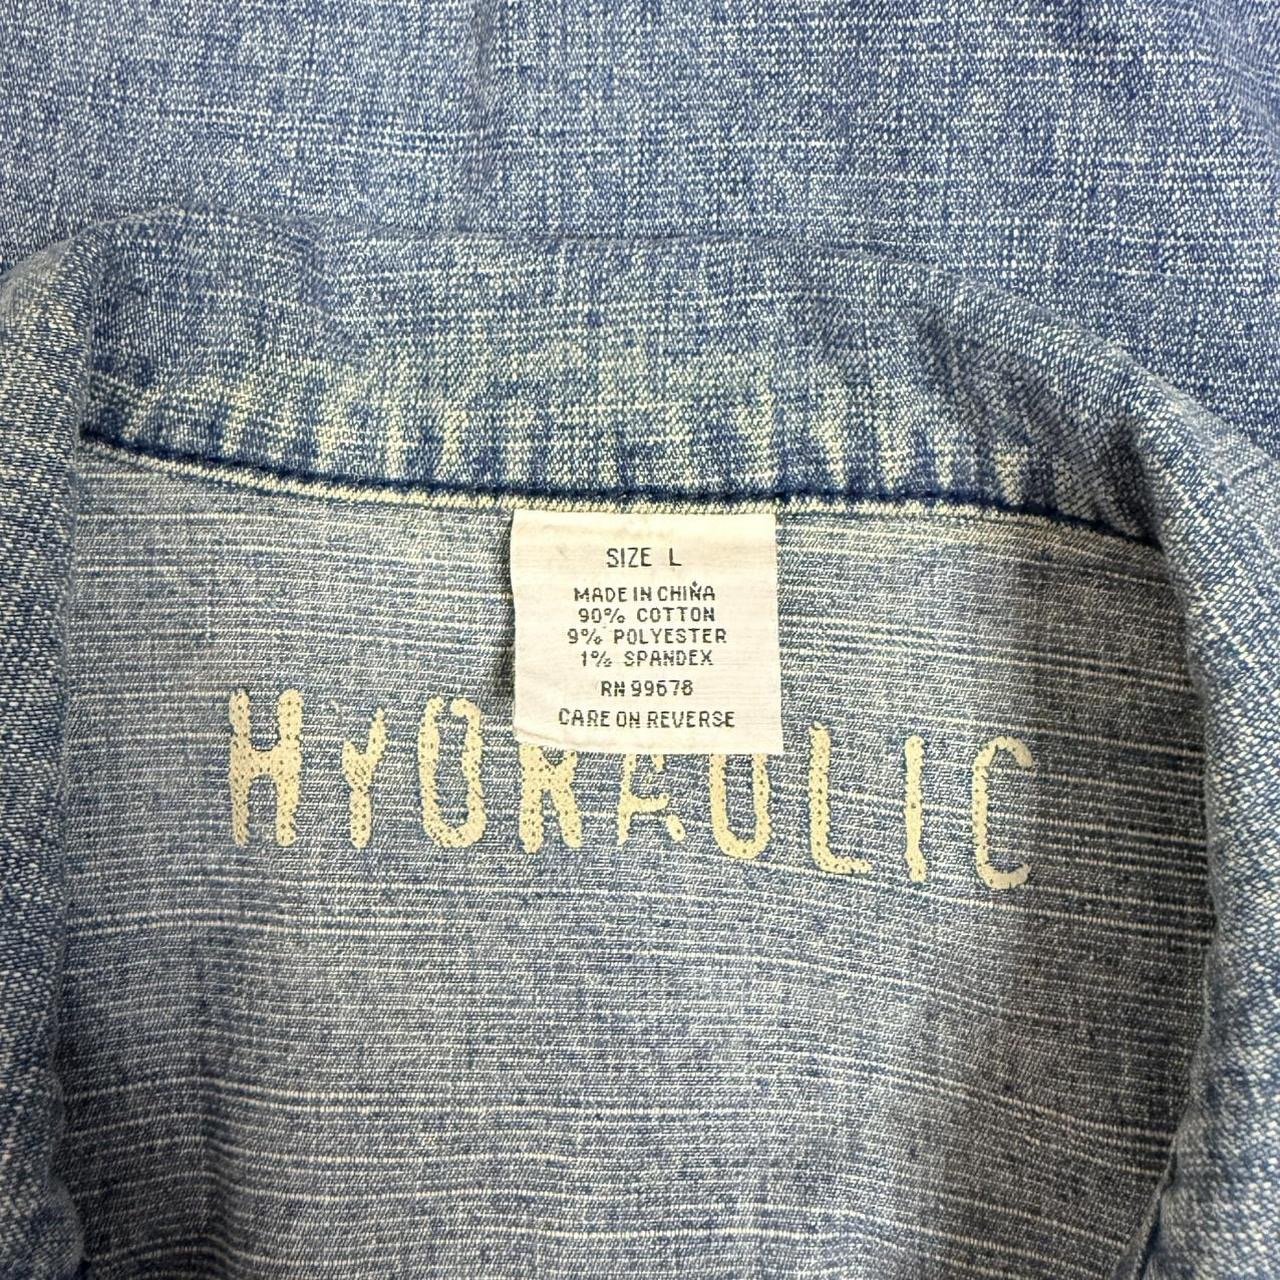 SIZE L
MADE IN CHINA
90% COTTON
9% POLYESTER
1% SPANDEX
RN 99678
CARE ON REVERSE
HYDRAULIC